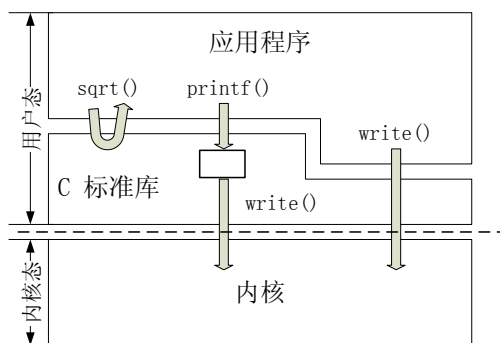 应用程序
sqrt()
printf()
write()
用户态
C 标准库
write()
内核态
内核